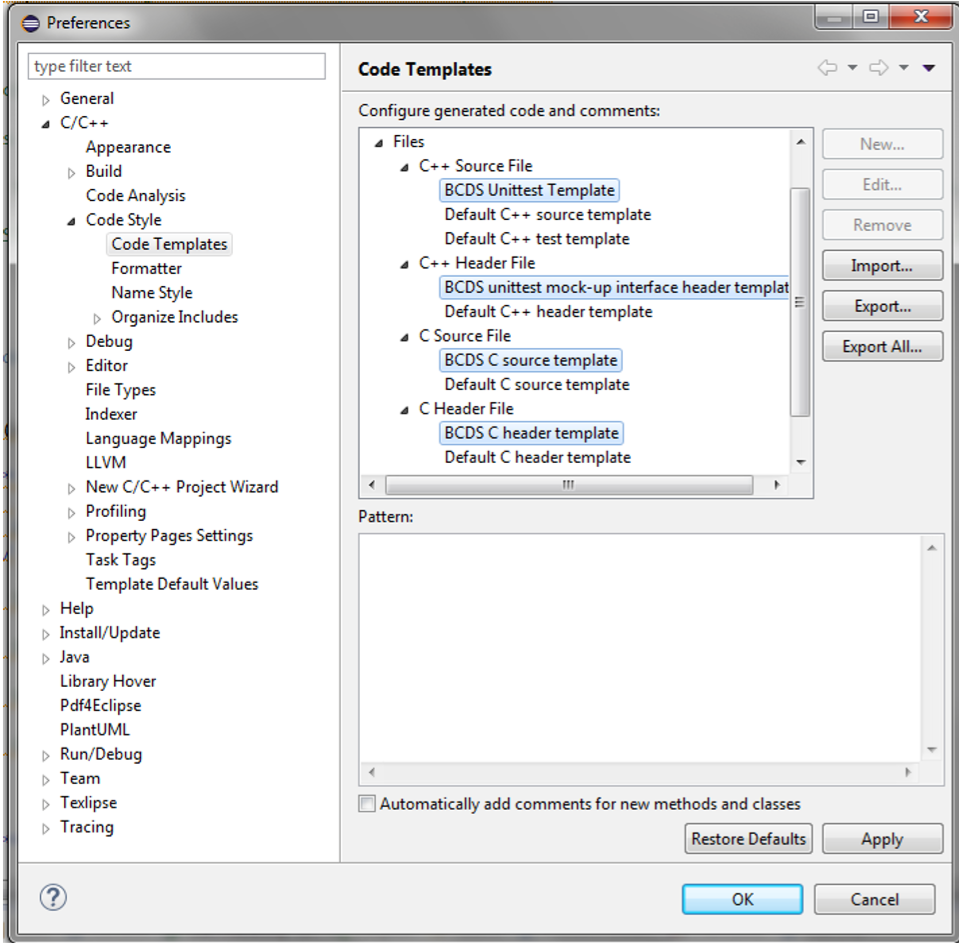 Preferences
type filter text
General
C/C++
Appearance
Build
Code Analysis
Code Style
Code Templates
Formatter
Name Style
Organize Includes
Debug
Editor
File Types
Indexer
Language Mappings
LLVM
New C/C++ Project Wizard
Profiling
Property Pages Settings
Task Tags
Template Default Values
Help
Install/Update
Java
Library Hover
Pdf4Eclipse
PlantUML
Run/Debug
Team
Texlipse
Tracing
Code Templates
Configure generated code and comments:
Files
C++ Source File
BCDS Unittest Template
Default C++ source template
Default C++ test template
C++ Header File
BCDS unittest mock-up interface header templat
Default C++ header template
C Source File
BCDS C source template
Default C source template
C Header File
BCDS C header template
Default C header template
New...
Edit...
Remove
Import...
Export...
Export All...
Pattern:
Automatically add comments for new methods and classes
Restore Defaults
Apply
?
OK
Cancel